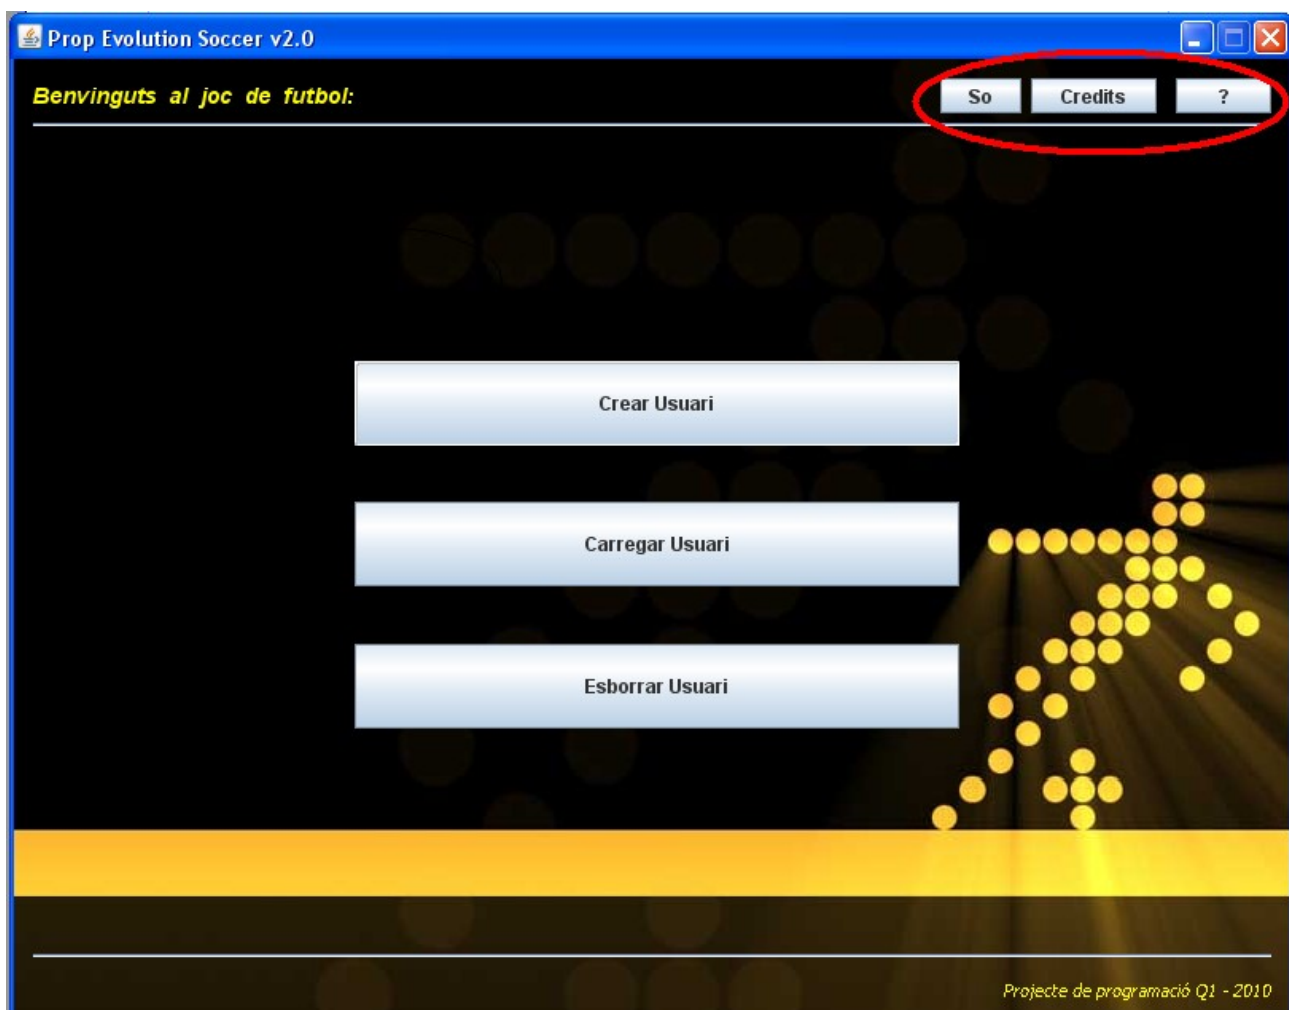 Prop Evolution Soccer v2.0
Benvinguts al joc de futbol:
So Credits ?
Crear Usuari
Carregar Usuari
Esborrar Usuari
Projecte de programació Q1 - 2010